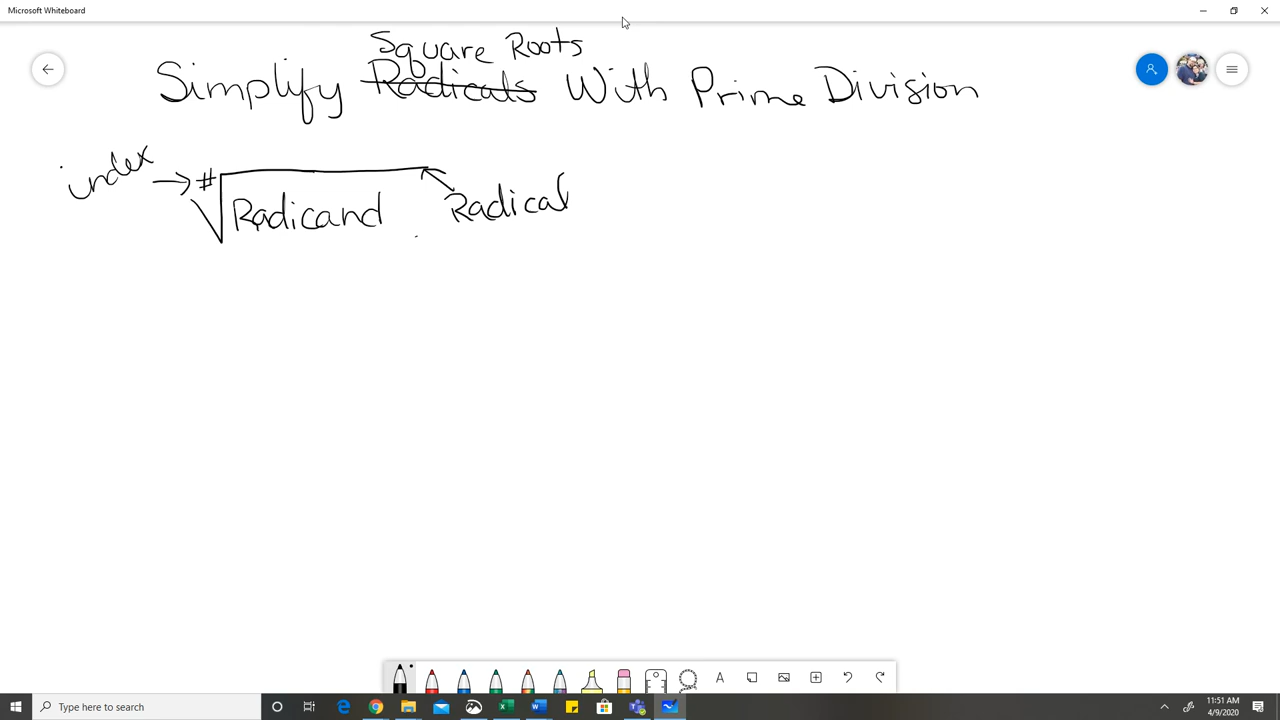 Microsoft Whiteboard
Square Roots
Simplify Radicals With Prime Division
index → # Radicand Radical
A
Type here to search
11:51 AM
4/9/2020